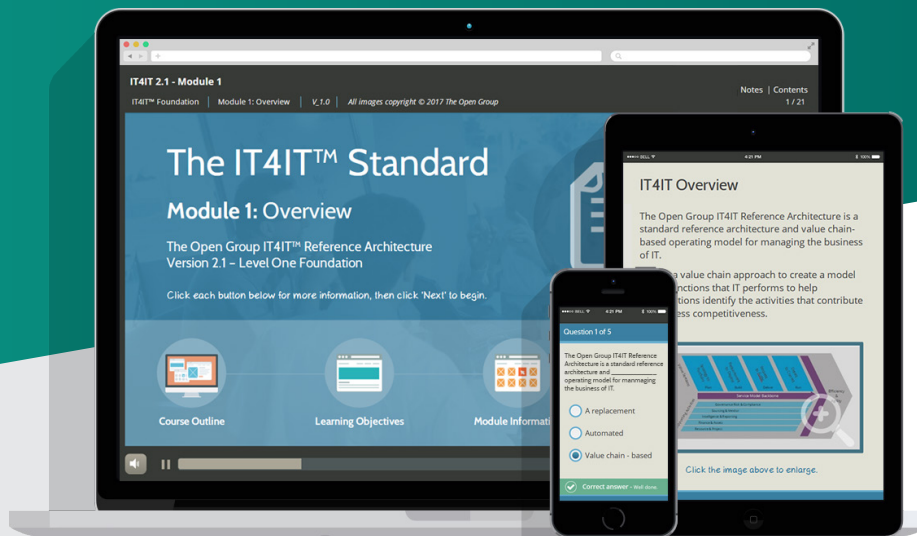 IT4IT 2.1 - Module 1
IT4IT™ Foundation | Module 1: Overview | V_1.0 | All images copyright © 2017 The Open Group
Notes | Contents
1 / 21
The IT4IT™ Standard
Module 1: Overview
The Open Group IT4IT™ Reference Architecture
Version 2.1 – Level One Foundation
Click each button below for more information, then click 'Next' to begin.
Course Outline
Learning Objectives
Module Informati
BELL
4:21 PM
100%
IT4IT Overview
The Open Group IT4IT Reference Architecture is a
standard reference architecture and value chain-
based operating model for managing the business
of IT.
a value chain approach to create a model
nctions that IT performs to help
tions identify the activities that contribute
ess competitiveness.
Click the image above to enlarge.
BELL
4:21 PM
100%
Question 1 of 5
The Open Group IT4IT Reference
Architecture is a standard reference
architecture and ______________
operating model for manmaging
the business of IT.
A replacement
Automated
Value chain - based
Correct answer - Well done